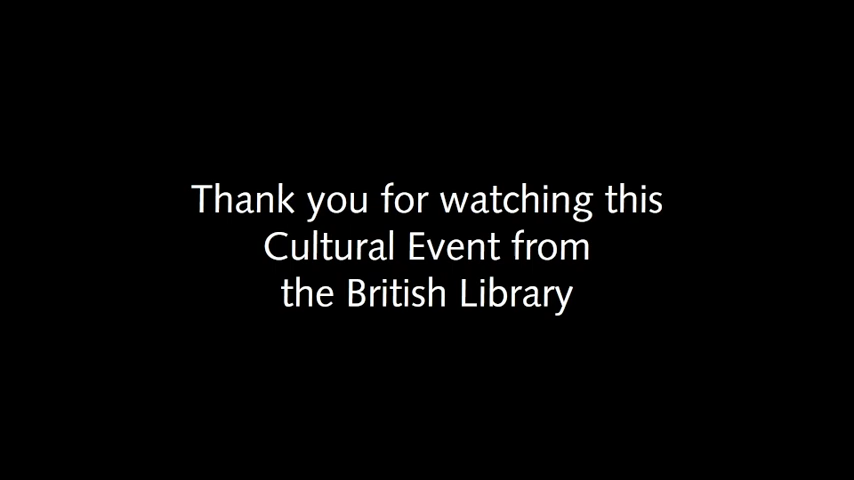 Thank you for watching this
Cultural Event from
the British Library